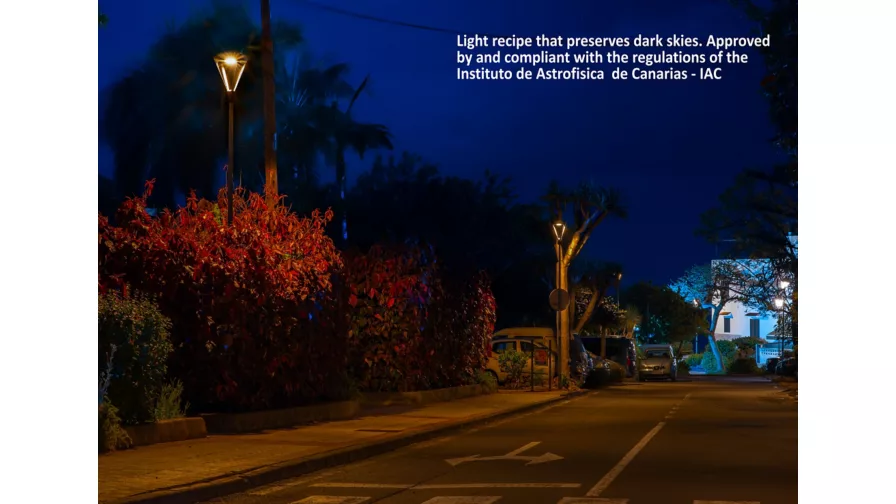 Light recipe that preserves dark skies. Approved
by and compliant with the regulations of the
Instituto de Astrofisica  de Canarias - IAC